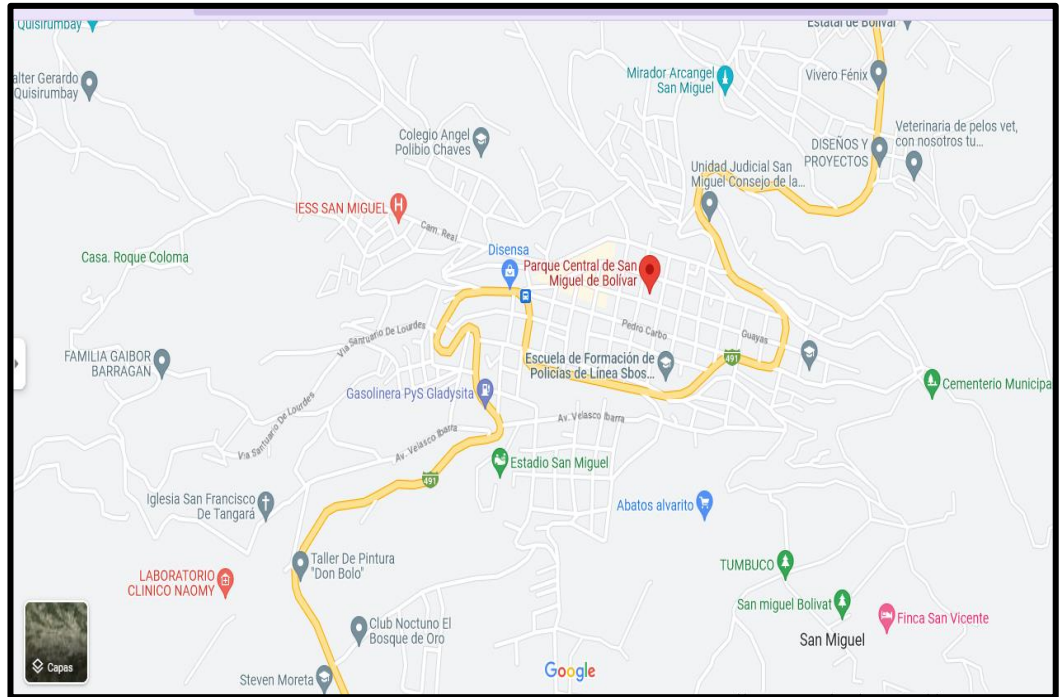 Quisirumbay
Estatal de Bolívar
alter Gerardo
Quisirumbay
Mirador Arcangel
San Miguel
Vivero Fénix
Colegio Angel
Polibio Chaves
DISEÑOS Y
PROYECTOS
Veterinaria de pelos vet,
con nosotros tu...
Unidad Judicial San
Miguel Consejo de la...
IESS SAN MIGUEL
H
Cam. Real
Casa. Roque Coloma
Disensa
Parque Central de San
Miguel de Bolívar
Via Santuario De Lourdes
Pedro Carbo
Guayas
FAMILIA GAIBOR
BARRAGAN
Escuela de Formación de
Policías de Línea Sbos...
491
Cementerio Municipa
Gasolinera PyS Gladysita
Av. Velasco Ibarra
Via Santuario De Lourdes
Av. Velasco Ibarra
Estadio San Miguel
491
Iglesia San Francisco
De Tangará
Abatos alvarito
Taller De Pintura
"Don Bolo"
LABORATORIO
CLINICO NAOMY
TUMBUCO
San miguel Bolivat
Finca San Vicente
Club Noctuno El
Bosque de Oro
San Miguel
Capas
Google
Steven Moreta